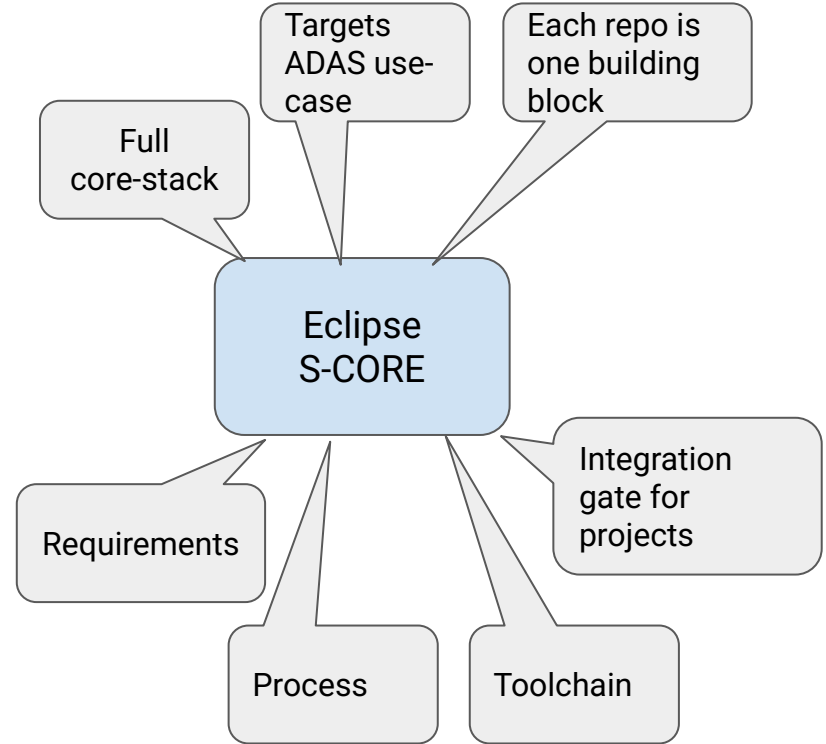 Targets
ADAS use-
case
Each repo is
one building
block
Full
core-stack
Eclipse
S-CORE
Integration
gate for
projects
Requirements
Process
Toolchain